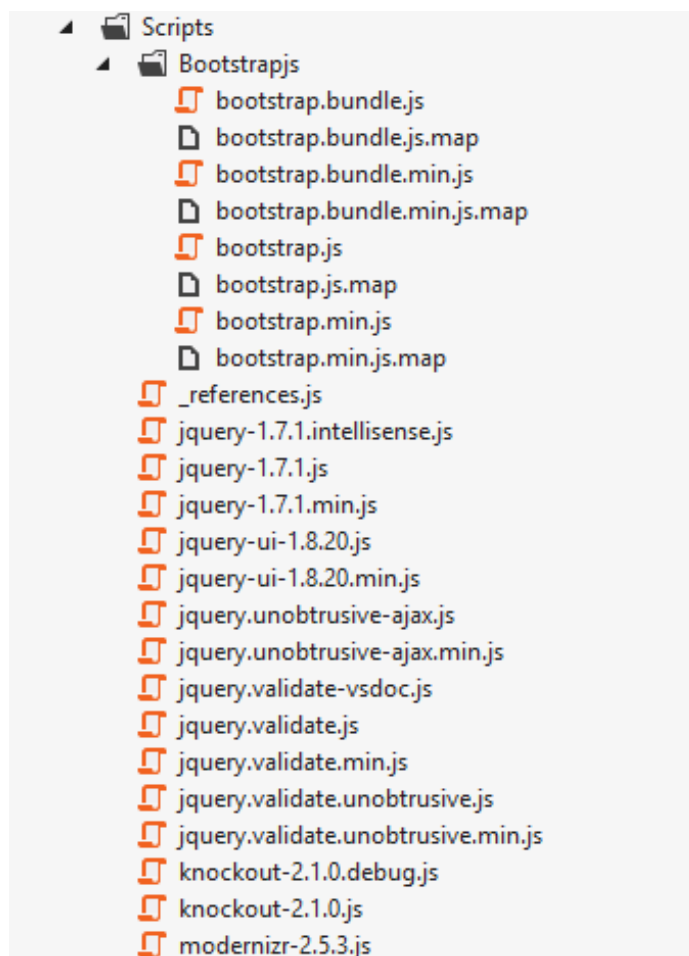 Scripts
Bootstrapjs
bootstrap.bundle.js
bootstrap.bundle.js.map
bootstrap.bundle.min.js
bootstrap.bundle.min.js.map
bootstrap.js
bootstrap.js.map
bootstrap.min.js
bootstrap.min.js.map
_references.js
jquery-1.7.1.intellisense.js
jquery-1.7.1.js
jquery-1.7.1.min.js
jquery-ui-1.8.20.js
jquery-ui-1.8.20.min.js
jquery.unobtrusive-ajax.js
jquery.unobtrusive-ajax.min.js
jquery.validate-vsdoc.js
jquery.validate.js
jquery.validate.min.js
jquery.validate.unobtrusive.js
jquery.validate.unobtrusive.min.js
knockout-2.1.0.debug.js
knockout-2.1.0.js
modernizr-2.5.3.js